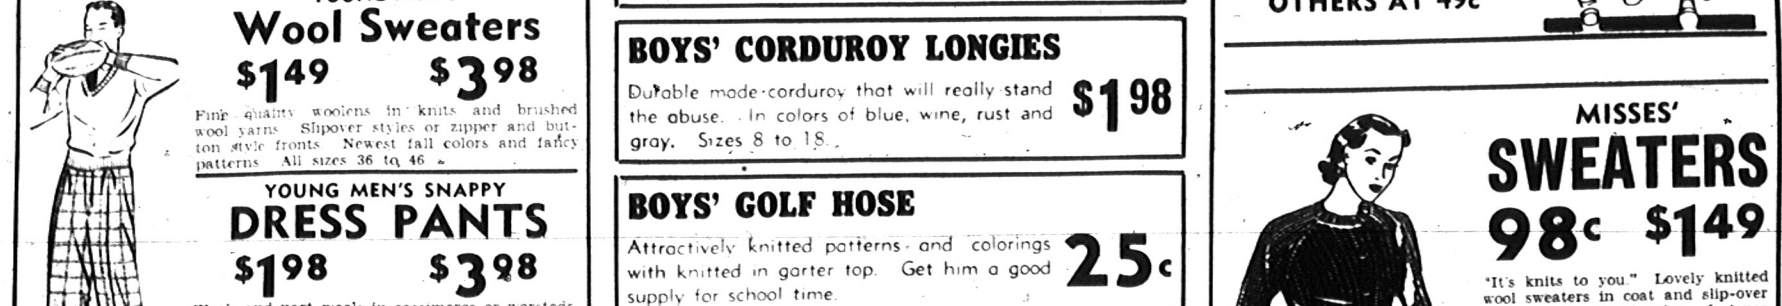 Wool Sweaters
$1 49 $3 98
Fine quality woolens in knits and brushed
wool yarns Slipover styles or zipper and but-
ton style fronts Newest fall colors and fancy
patterns All sizes 36 to 46
YOUNG MEN'S SNAPPY
DRESS PANTS
$1 98 $3 98
BOYS' CORDUROY LONGIES
Durable made corduroy that will really stand
the abuse. In colors of blue, wine, rust and
gray. Sizes 8 to 18.
$1 98
BOYS' GOLF HOSE
Attractively knitted patterns and colorings
with knitted in garter top. Get him a good
supply for school time.
25c
OTHERS AT 49c
MISSES'
SWEATERS
98c $1 49
"It's knits to you." Lovely knitted
wool sweaters in coat and slip-over